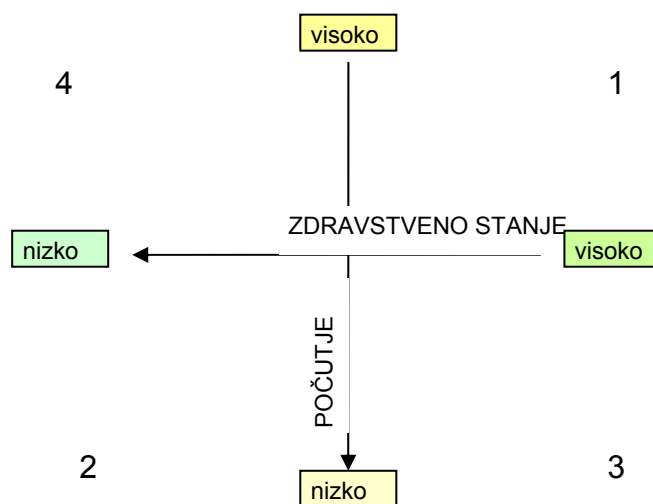 visoko
4
1
ZDRAVSTVENO STANJE
nizko
visoko
POČUTJE
2
3
nizko